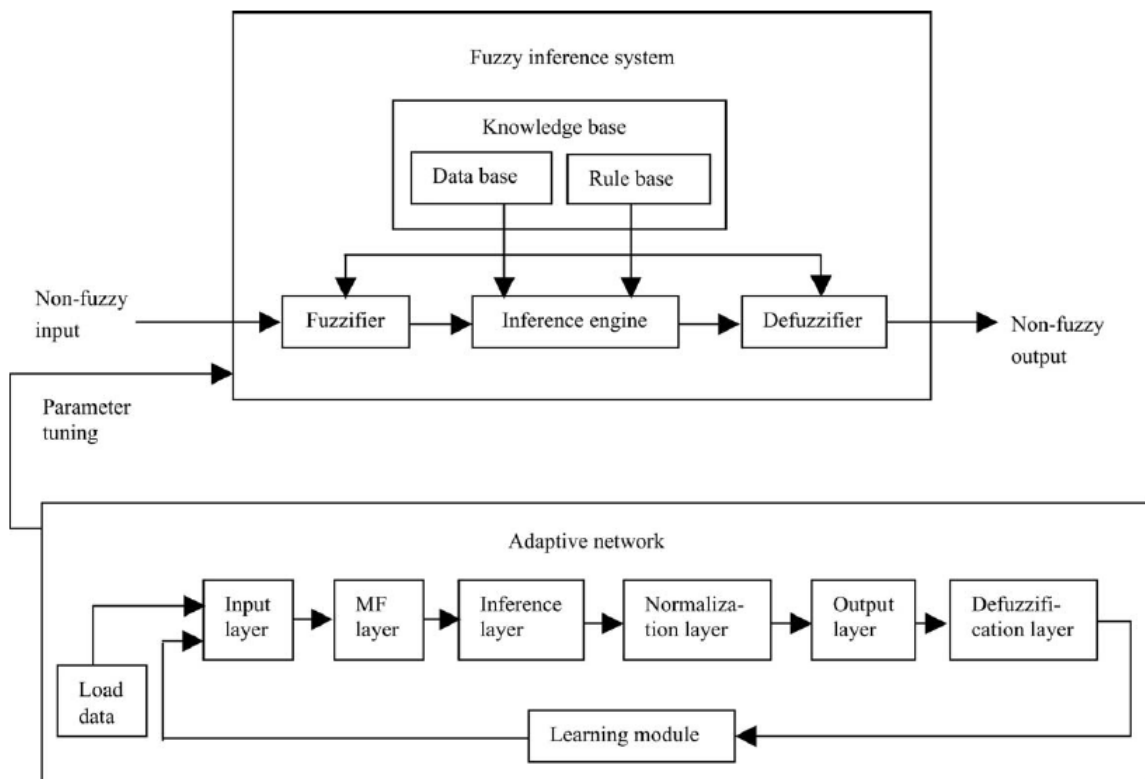 Fuzzy inference system
Knowledge base
Data base
Rule base
Non-fuzzy
input
Fuzzifier
Inference engine
Defuzzifier
Non-fuzzy
output
Parameter
tuning
Adaptive network
Input
layer
MF
layer
Inference
layer
Normaliza-
tion layer
Output
layer
Defuzzifi-
cation layer
Load
data
Learning module